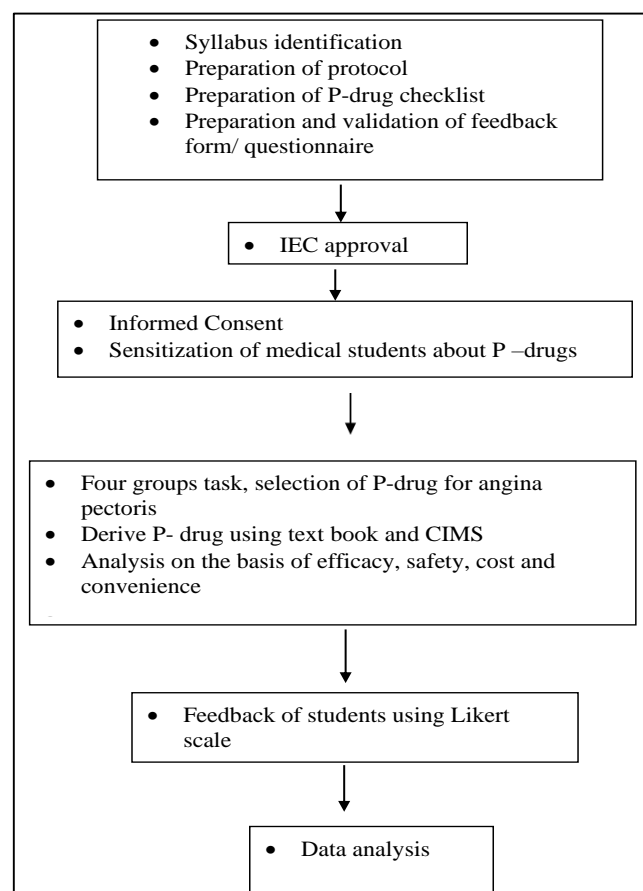 • Syllabus identification
• Preparation of protocol
• Preparation of P-drug checklist
• Preparation and validation of feedback
form/ questionnaire
• IEC approval
• Informed Consent
• Sensitization of medical students about P –drugs
• Four groups task, selection of P-drug for angina
pectoris
• Derive P- drug using text book and CIMS
• Analysis on the basis of efficacy, safety, cost and
convenience
• Feedback of students using Likert
scale
• Data analysis